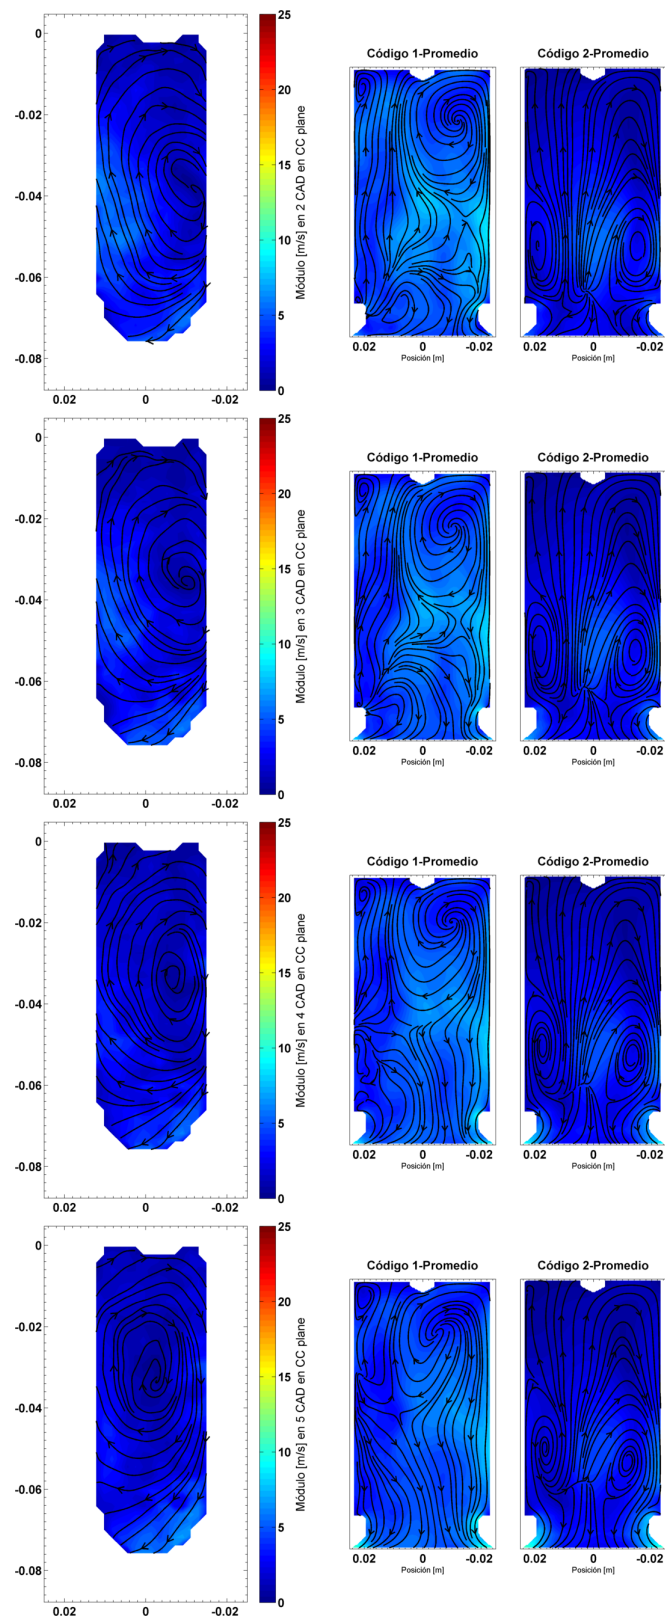 0
-0.02
-0.04
-0.06
-0.08
0.02 0 -0.02
25
20
15
10
5
0
Módulo [m/s] en 2 CAD en CC plane
Código 1-Promedio
0.02 0 -0.02
Posición [m]
Código 2-Promedio
0.02 0 -0.02
Posición [m]
0
-0.02
-0.04
-0.06
-0.08
0.02 0 -0.02
25
20
15
10
5
0
Módulo [m/s] en 3 CAD en CC plane
Código 1-Promedio
0.02 0 -0.02
Posición [m]
Código 2-Promedio
0.02 0 -0.02
Posición [m]
0
-0.02
-0.04
-0.06
-0.08
0.02 0 -0.02
25
20
15
10
5
0
Módulo [m/s] en 4 CAD en CC plane
Código 1-Promedio
0.02 0 -0.02
Posición [m]
Código 2-Promedio
0.02 0 -0.02
Posición [m]
0
-0.02
-0.04
-0.06
-0.08
0.02 0 -0.02
25
20
15
10
5
0
Módulo [m/s] en 5 CAD en CC plane
Código 1-Promedio
0.02 0 -0.02
Posición [m]
Código 2-Promedio
0.02 0 -0.02
Posición [m]